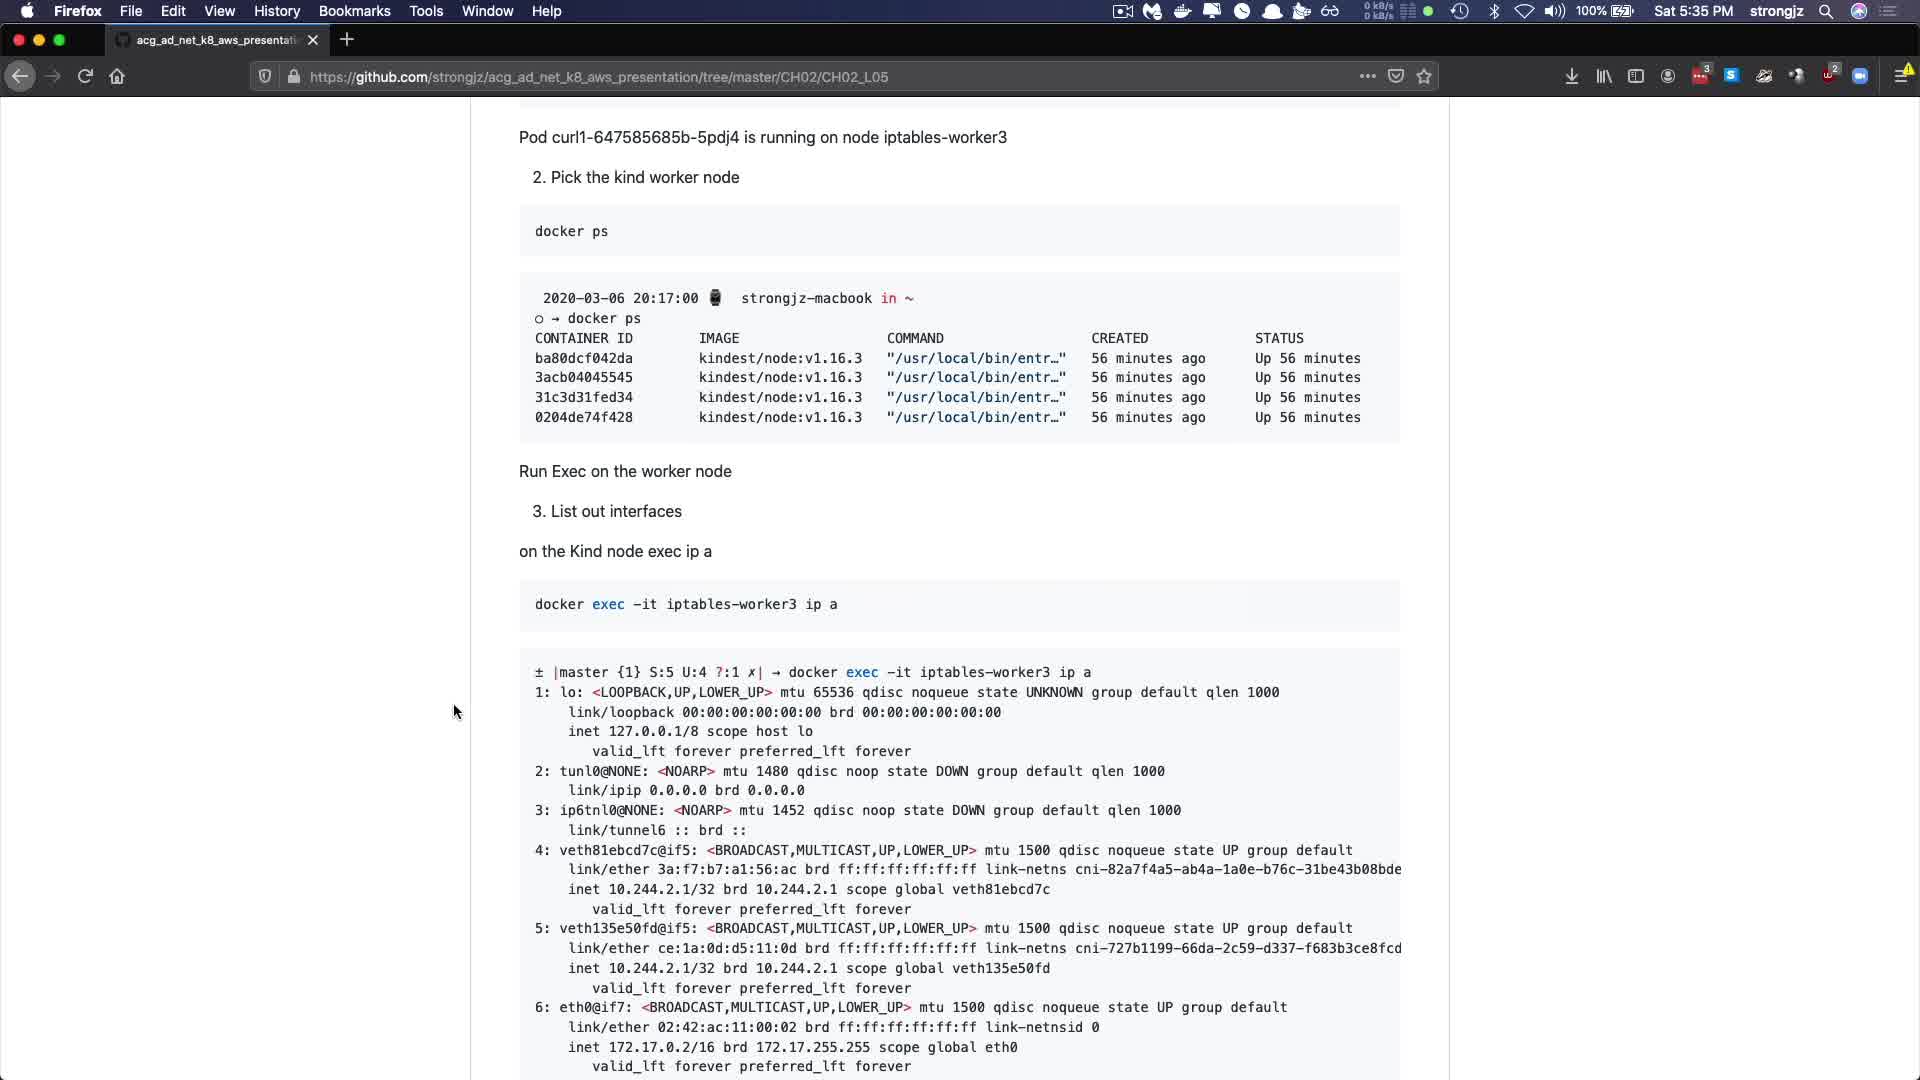 Firefox File Edit View History Bookmarks Tools Window Help 0 kB/s 0 kB/s 100% Sat 5:35 PM strongjz
acg_ad_net_k8_aws_presentati
https://github.com/strongjz/acg_ad_net_k8_aws_presentation/tree/master/CH02/CH02_L05 3 S 2
Pod curl1-647585685b-5pdj4 is running on node iptables-worker3
2. Pick the kind worker node
docker ps
2020-03-06 20:17:00 strongjz-macbook in ~
○ → docker ps
CONTAINER ID IMAGE COMMAND CREATED STATUS
ba80dcf042da kindest/node:v1.16.3 "/usr/local/bin/entr…" 56 minutes ago Up 56 minutes
3acb04045545 kindest/node:v1.16.3 "/usr/local/bin/entr…" 56 minutes ago Up 56 minutes
31c3d31fed34 kindest/node:v1.16.3 "/usr/local/bin/entr…" 56 minutes ago Up 56 minutes
0204de74f428 kindest/node:v1.16.3 "/usr/local/bin/entr…" 56 minutes ago Up 56 minutes
Run Exec on the worker node
3. List out interfaces
on the Kind node exec ip a
docker exec -it iptables-worker3 ip a
± |master {1} S:5 U:4 ?:1 ✗| → docker exec -it iptables-worker3 ip a
1: lo: <LOOPBACK,UP,LOWER_UP> mtu 65536 qdisc noqueue state UNKNOWN group default qlen 1000
link/loopback 00:00:00:00:00:00 brd 00:00:00:00:00:00
inet 127.0.0.1/8 scope host lo
valid_lft forever preferred_lft forever
2: tunl0@NONE: <NOARP> mtu 1480 qdisc noop state DOWN group default qlen 1000
link/ipip 0.0.0.0 brd 0.0.0.0
3: ip6tnl0@NONE: <NOARP> mtu 1452 qdisc noop state DOWN group default qlen 1000
link/tunnel6 :: brd ::
4: veth81ebcd7c@if5: <BROADCAST,MULTICAST,UP,LOWER_UP> mtu 1500 qdisc noqueue state UP group default
link/ether 3a:f7:b7:a1:56:ac brd ff:ff:ff:ff:ff:ff link-netns cni-82a7f4a5-ab4a-1a0e-b76c-31be43b08bde
inet 10.244.2.1/32 brd 10.244.2.1 scope global veth81ebcd7c
valid_lft forever preferred_lft forever
5: veth135e50fd@if5: <BROADCAST,MULTICAST,UP,LOWER_UP> mtu 1500 qdisc noqueue state UP group default
link/ether ce:1a:0d:d5:11:0d brd ff:ff:ff:ff:ff:ff link-netns cni-727b1199-66da-2c59-d337-f683b3ce8fcd
inet 10.244.2.1/32 brd 10.244.2.1 scope global veth135e50fd
valid_lft forever preferred_lft forever
6: eth0@if7: <BROADCAST,MULTICAST,UP,LOWER_UP> mtu 1500 qdisc noqueue state UP group default
link/ether 02:42:ac:11:00:02 brd ff:ff:ff:ff:ff:ff link-netnsid 0
inet 172.17.0.2/16 brd 172.17.255.255 scope global eth0
valid_lft forever preferred_lft forever